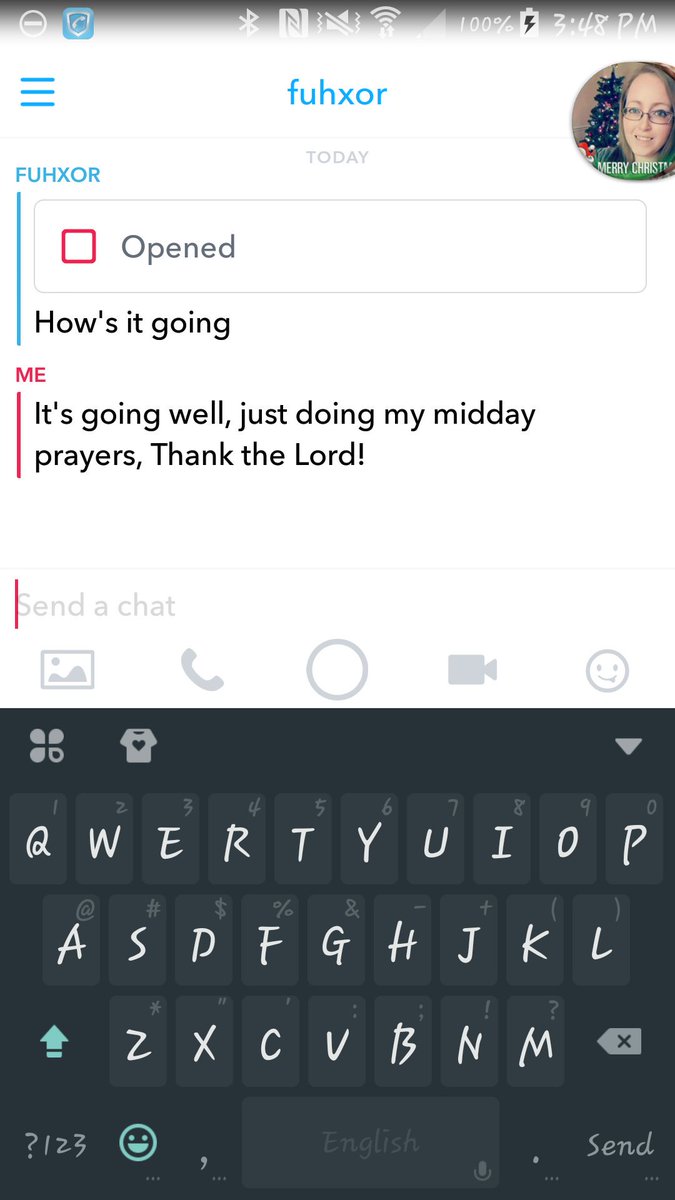 100% 3:48 PM
fuhxor
MERRY CHRISTM
TODAY
FUHXOR
Opened
How's it going
ME
It's going well, just doing my midday
prayers, Thank the Lord!
Send a chat
1 2 3 4 5 6 7 8 9 0
Q W E R T Y U I O P
@ # $ % & - + ( )
A S D F G H J K L
* " ' : ; ! ?
Z X C V B N M
?123 , English . Send